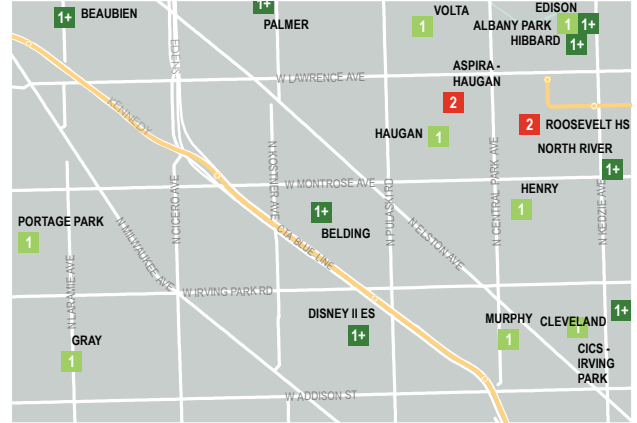 BEAUBIEN
1+
PALMER
1+
VOLTA
1
EDISON
ALBANY PARK
1
1+
HIBBARD
1+
ASPIRA -
HAUGAN
2
W LAWRENCE AVE
EDENS
KENNEDY
HAUGAN
1
2
ROOSEVELT HS
NORTH RIVER
1+
N KOSTNER AVE
N CICERO AVE
W MONTROSE AVE
N PULASKI RD
N CENTRAL PARK AVE
N KEDZIE AVE
HENRY
1
1+
BELDING
PORTAGE PARK
1
N MILWAUKEE AVE
CTA BLUE LINE
N ELSTON AVE
N LARAMIE AVE
W IRVING PARK RD
DISNEY II ES
1+
MURPHY
1
CLEVELAND
1
1+
CICS -
IRVING
PARK
GRAY
1
W ADDISON ST